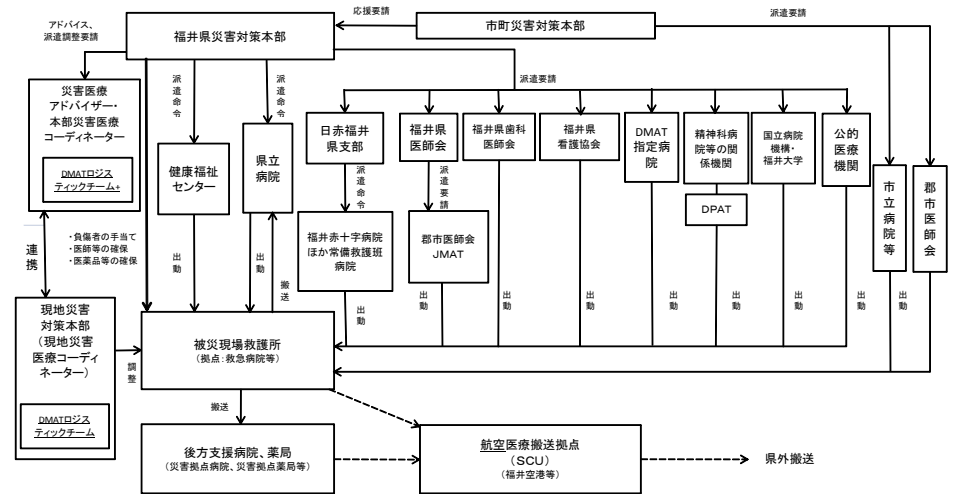 アドバイス、
派遣調整要請
福井県災害対策本部
応援要請
市町災害対策本部
派遣要請
派遣要請
災害医療
アドバイザー・
本部災害医療
コーディネーター
DMATロジス
ティックチーム+
派遣命令
健康福祉
センター
派遣命令
県立
病院
日赤福井
県支部
福井県
医師会
福井県歯科
医師会
福井県
看護協会
DMAT
指定病
院
精神科病
院等の関
係機関
国立病院
機構・
福井大学
公的
医療
機関
DPAT
市立病院等
郡市医師会
派遣命令
福井赤十字病院
ほか常備救護班
病院
派遣要請
郡市医師会
JMAT
連携
・負傷者の手当て
・医師等の確保
・医薬品等の確保
出動
出動
搬送
出動
出動
出動
出動
出動
出動
出動
出動
出動
出動
現地災害
対策本部
（現地災害
医療コーディ
ネーター）
DMATロジス
ティックチーム
調整
被災現場救護所
（拠点：救急病院等）
搬送
後方支援病院、薬局
（災害拠点病院、災害拠点薬局等）
航空医療搬送拠点
（SCU）
（福井空港等）
県外搬送